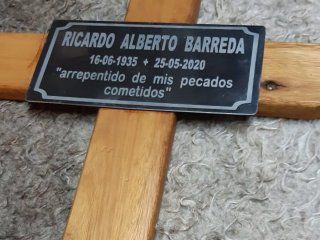 RICARDO ALBERTO BARREDA
16-06-1935 + 25-05-2020
"arrepentido de mis pecados
cometidos"